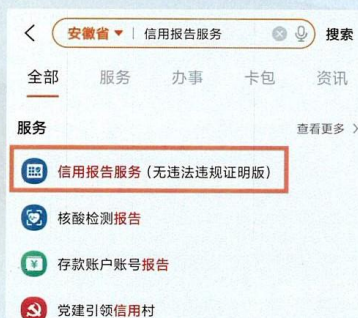 安徽省 信用报告服务 搜索
全部 服务 办事 卡包 资讯
服务 查看更多
信用报告服务（无违法违规证明版）
核酸检测报告
存款账户账号报告
党建引领信用村